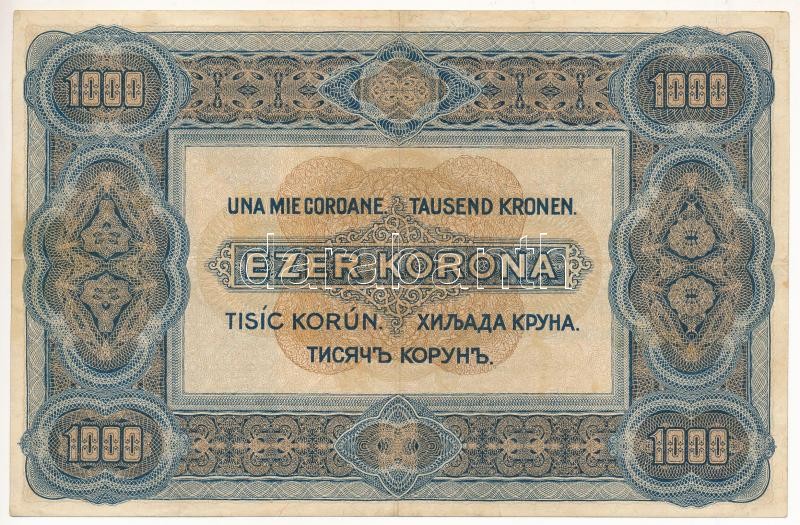 1000 1000
UNA MIE COROANE. TAUSEND KRONEN.
EZER KORONA
TISÍC KORÚN. ХИЉАДА КРУНА.
ТИСЯЧЪ КОРУНЪ.
1000 1000